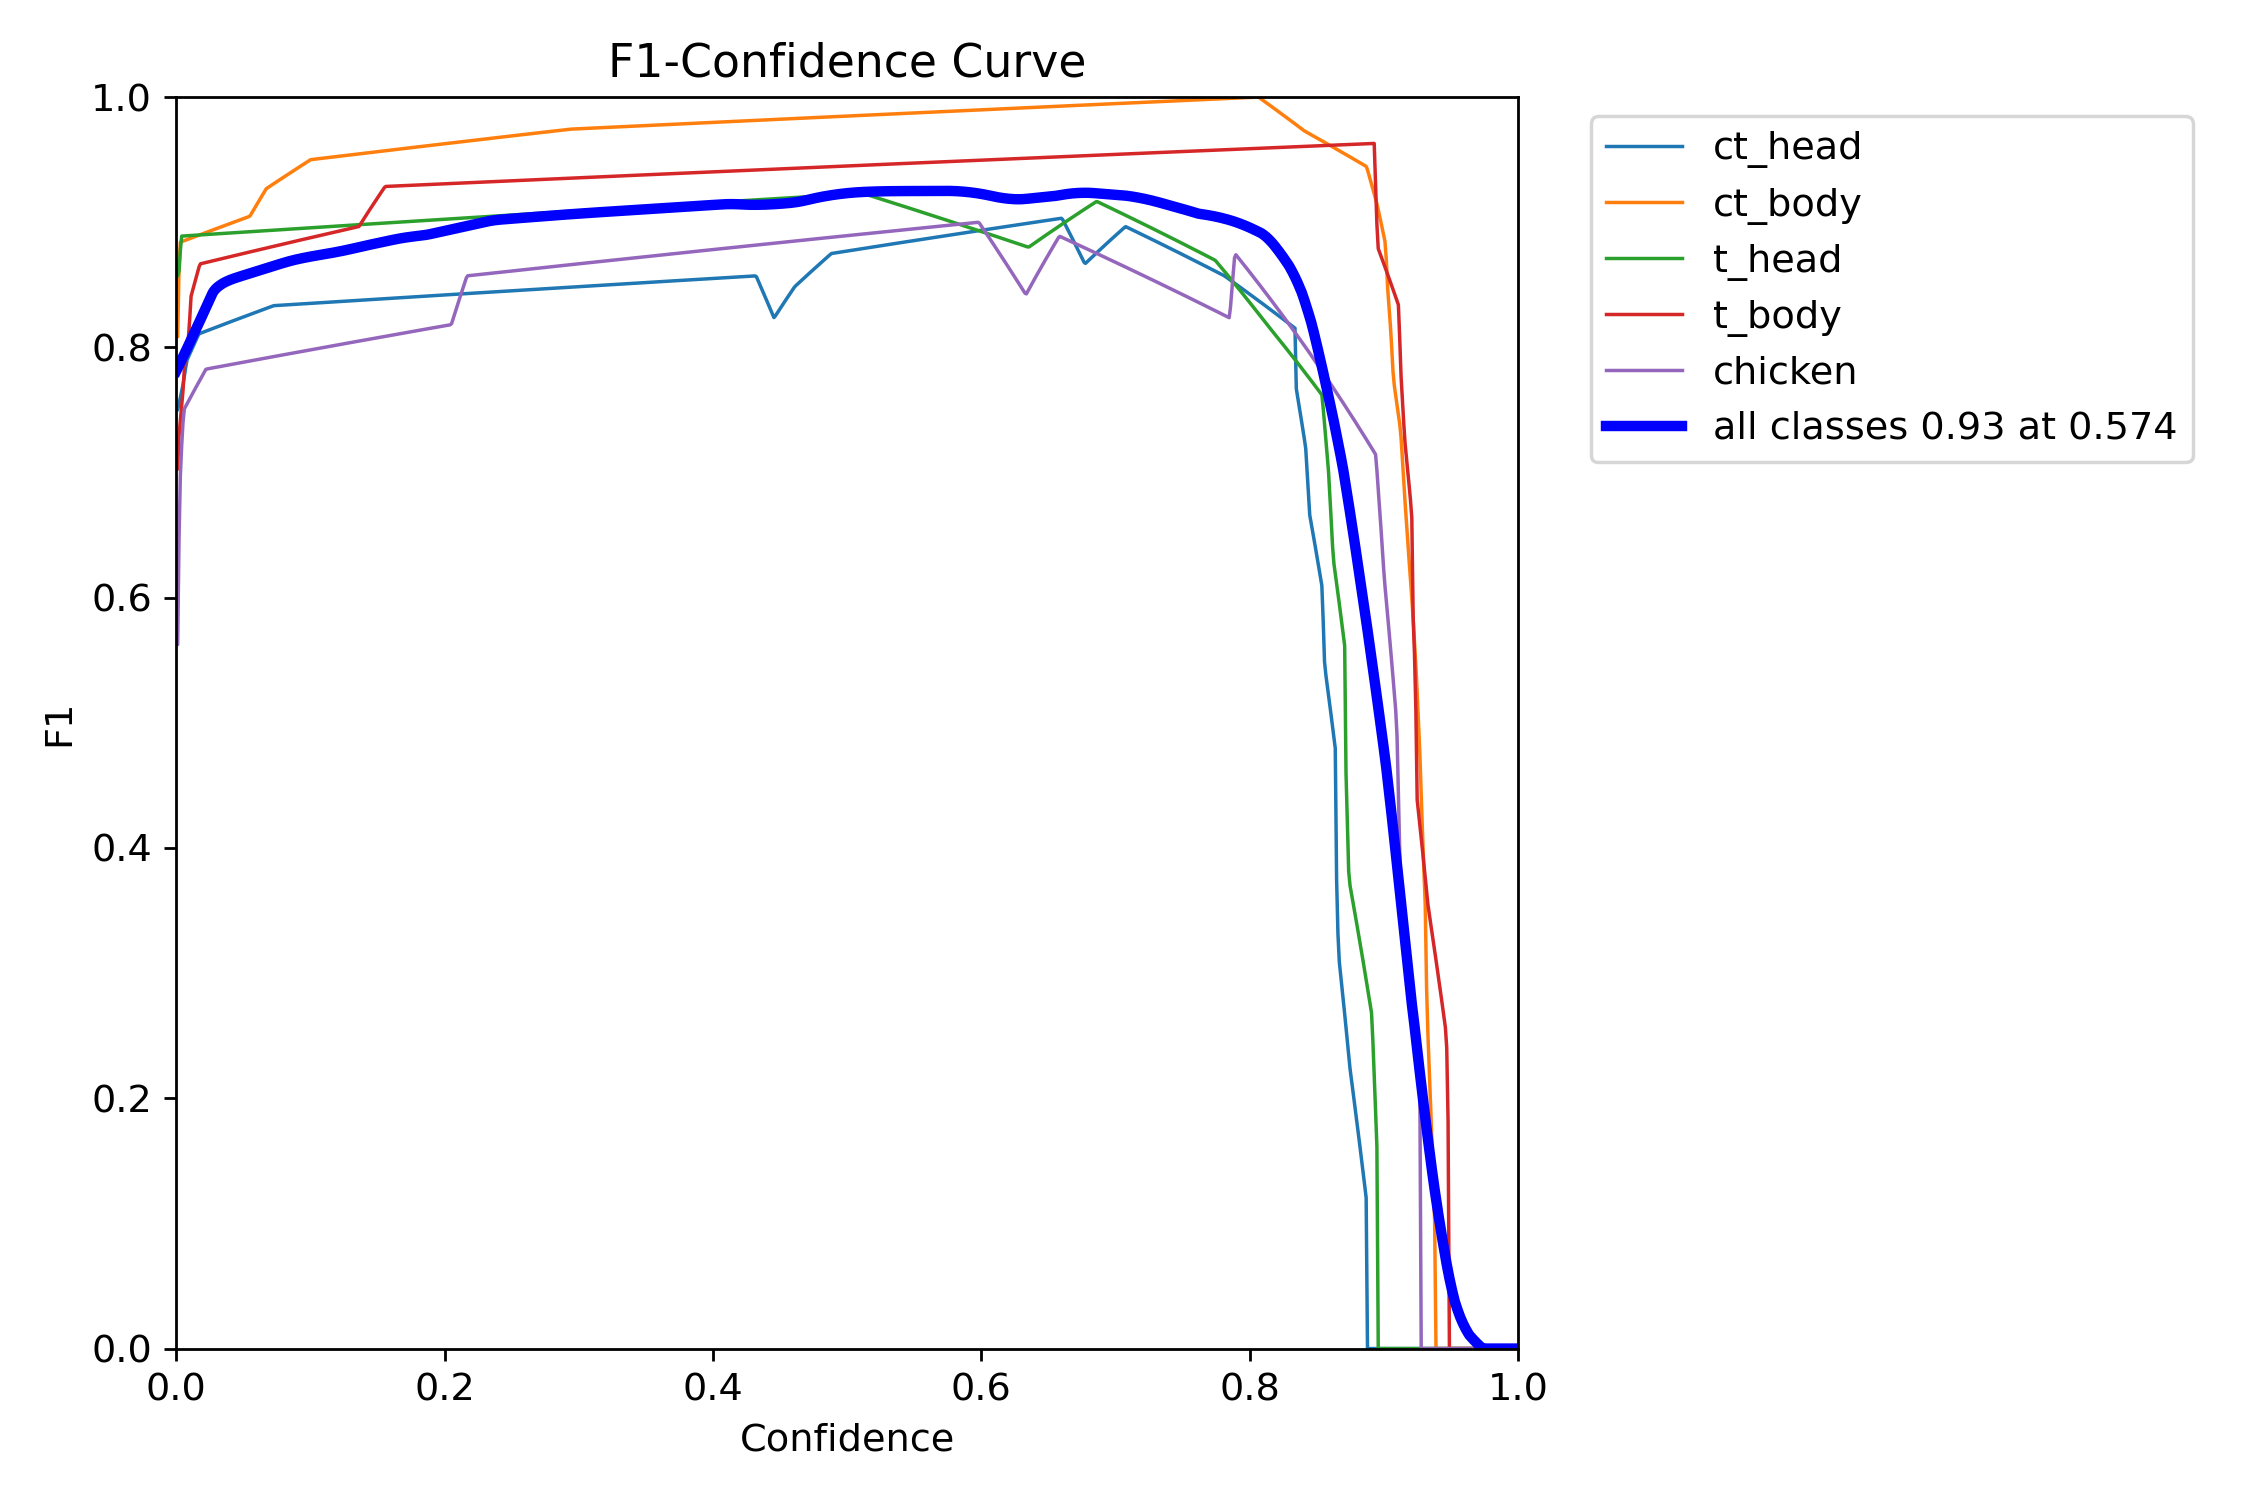 F1-Confidence Curve
1.0
0.8
0.6
0.4
0.2
0.0
F1
0.0 0.2 0.4 0.6 0.8 1.0
Confidence
ct_head
ct_body
t_head
t_body
chicken
all classes 0.93 at 0.574